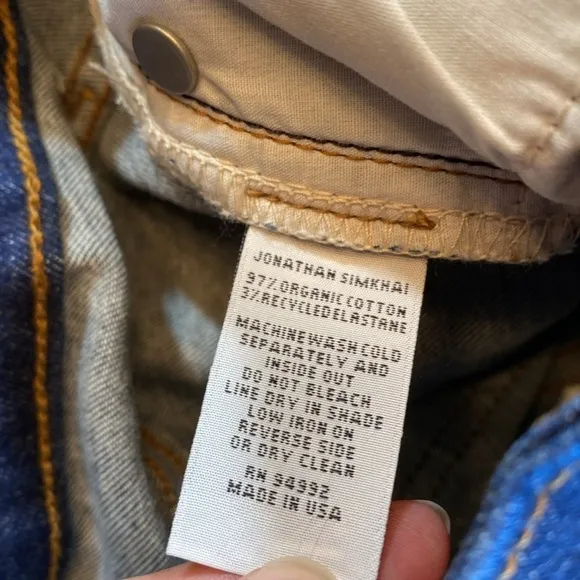 JONATHAN SIMKHAI
97% ORGANIC COTTON
3% RECYCLED ELASTANE
MACHINE WASH COLD
SEPARATELY AND
INSIDE OUT
DO NOT BLEACH
LINE DRY IN SHADE
LOW IRON ON
REVERSE SIDE
OR DRY CLEAN
RN 94992
MADE IN USA